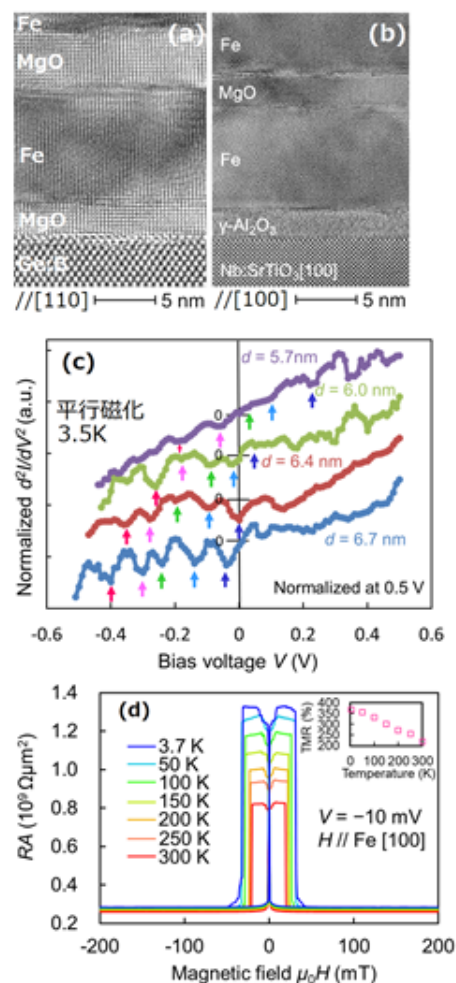 (a)
Fe
MgO
Fe
MgO
Ge:B
//[110]
5 nm
(b)
Fe
MgO
Fe
γ-Al₂O₃
Nb:SrTiO₃[100]
//[100]
5 nm
(c)
平行磁化
3.5K
d = 5.7nm
d = 6.0nm
d = 6.4 nm
d = 6.7 nm
0
0
0
0
Normalized at 0.5 V
Normalized d²I/dV² (a.u.)
-0.6 -0.4 -0.2 0 0.2 0.4 0.6
Bias voltage V (V)
(d)
1.4
1.2
1.0
0.8
0.6
0.4
0.2
RA (10⁹ Ωμm²)
3.7 K
50 K
100 K
150 K
200 K
250 K
300 K
TMR (%)
400
350
300
250
200
0 100 200 300
Temperature (K)
V = −10 mV
H // Fe [100]
-200 -100 0 100 200
Magnetic field μ₀H (mT)